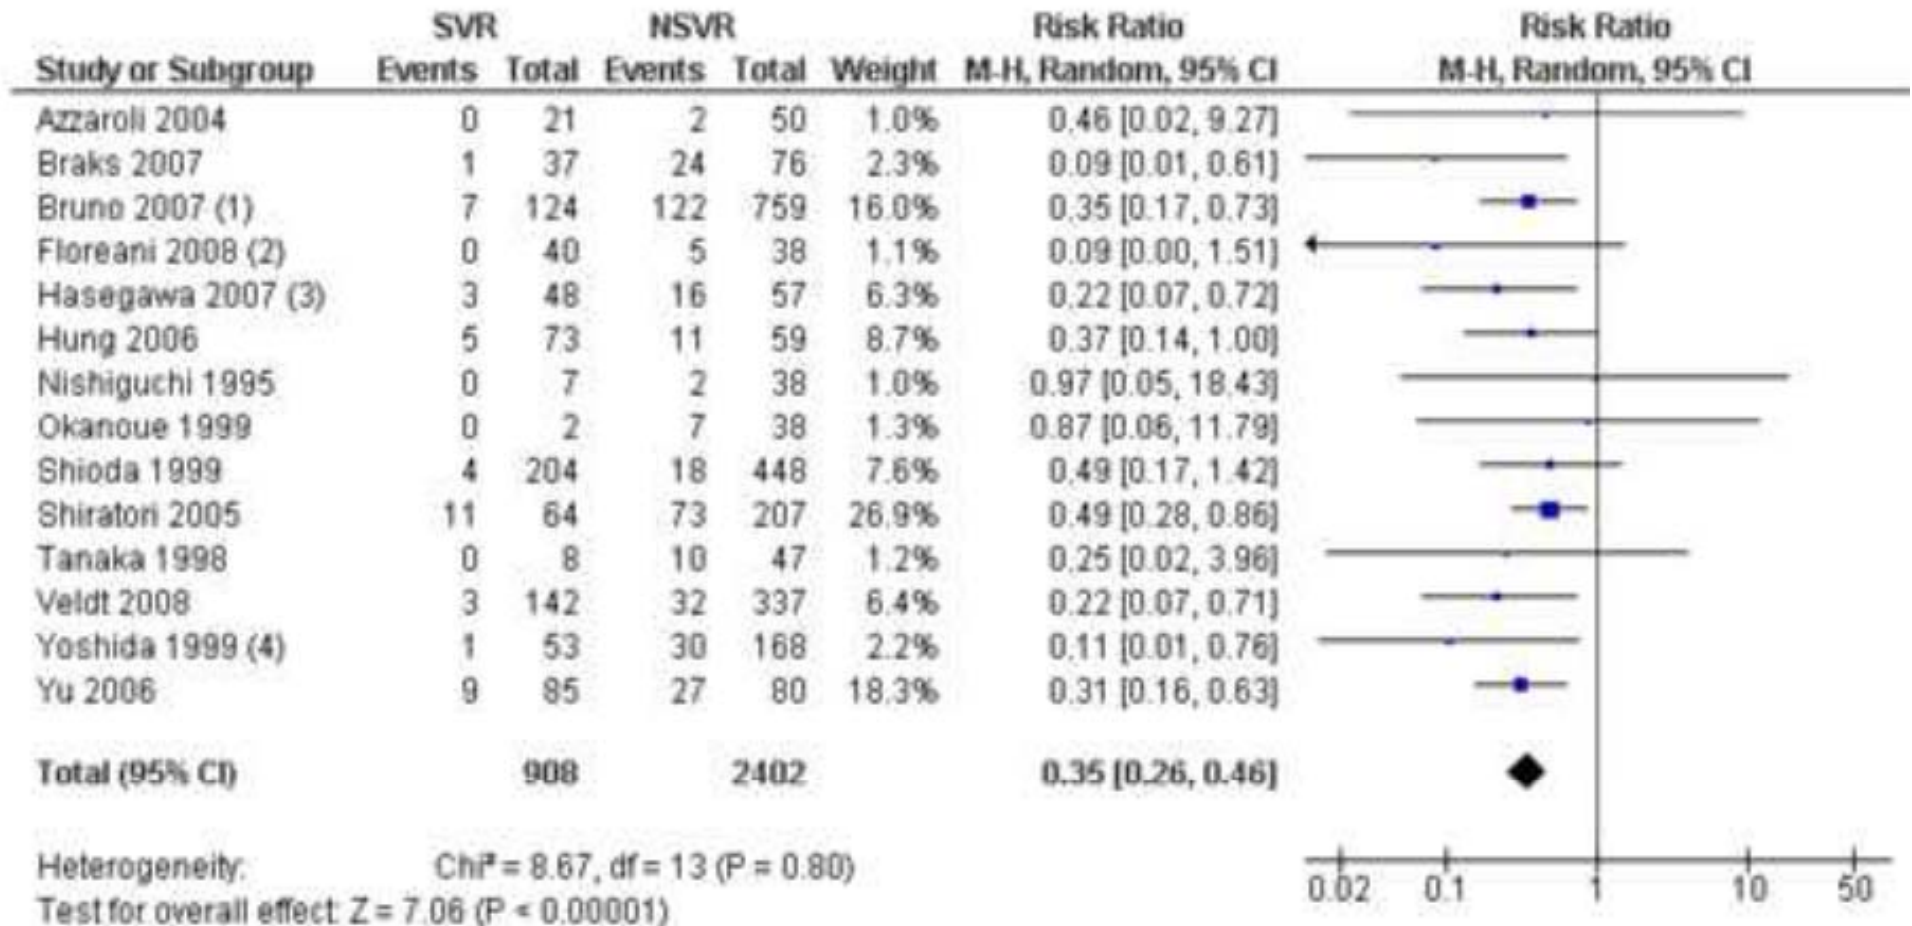 SVR NSVR Risk Ratio Risk Ratio
Study or Subgroup Events Total Events Total Weight M-H, Random, 95% CI M-H, Random, 95% CI
Azzaroli 2004 0 21 2 50 1.0% 0.46 [0.02, 9.27]
Braks 2007 1 37 24 76 2.3% 0.09 [0.01, 0.61]
Bruno 2007 (1) 7 124 122 759 16.0% 0.35 [0.17, 0.73]
Floreani 2008 (2) 0 40 5 38 1.1% 0.09 [0.00, 1.51]
Hasegawa 2007 (3) 3 48 16 57 6.3% 0.22 [0.07, 0.72]
Hung 2006 5 73 11 59 8.7% 0.37 [0.14, 1.00]
Nishiguchi 1995 0 7 2 38 1.0% 0.97 [0.05, 18.43]
Okanoue 1999 0 2 7 38 1.3% 0.87 [0.06, 11.79]
Shioda 1999 4 204 18 448 7.6% 0.49 [0.17, 1.42]
Shiratori 2005 11 64 73 207 26.9% 0.49 [0.28, 0.86]
Tanaka 1998 0 8 10 47 1.2% 0.25 [0.02, 3.96]
Veldt 2008 3 142 32 337 6.4% 0.22 [0.07, 0.71]
Yoshida 1999 (4) 1 53 30 168 2.2% 0.11 [0.01, 0.76]
Yu 2006 9 85 27 80 18.3% 0.31 [0.16, 0.63]
Total (95% CI) 908 2402 0.35 [0.26, 0.46]
Heterogeneity: Chi² = 8.67, df = 13 (P = 0.80)
Test for overall effect: Z = 7.06 (P < 0.00001)
0.02 0.1 1 10 50